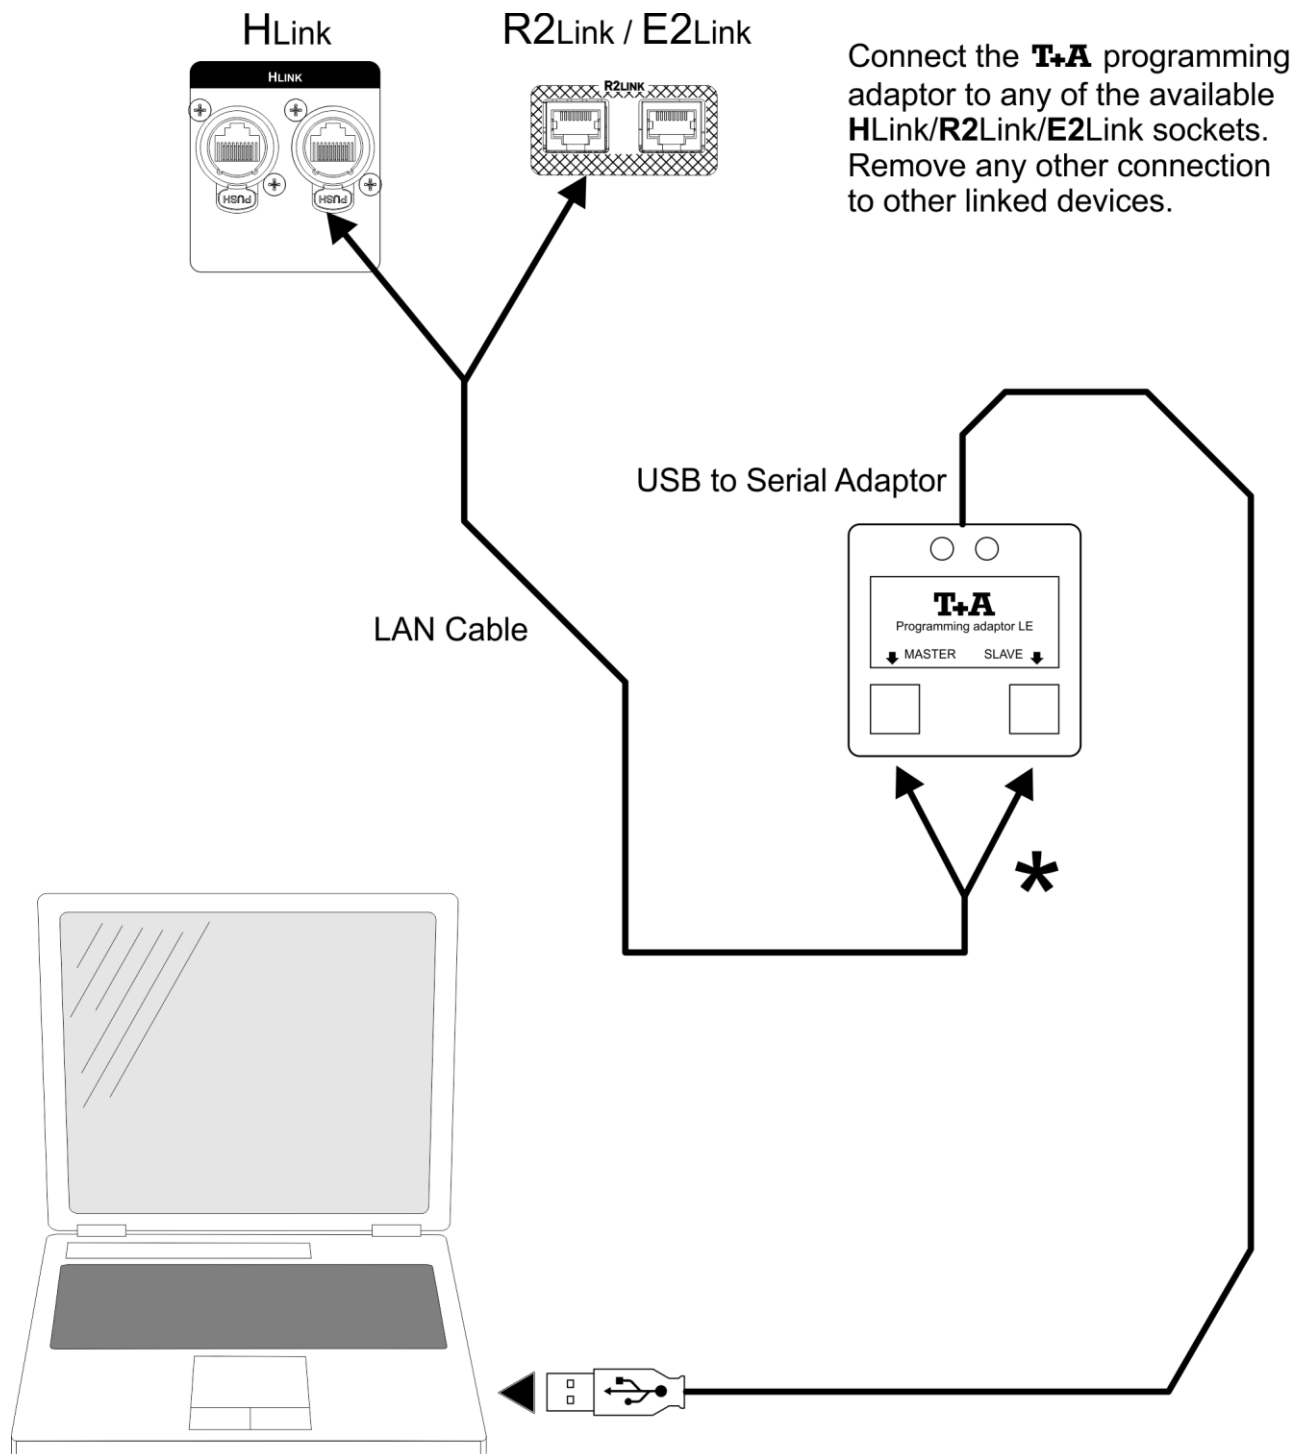 HLink
R2Link / E2Link
HLINK
R2LINK
PUSH
PUSH
Connect the T+A programming
adaptor to any of the available
HLink/R2Link/E2Link sockets.
Remove any other connection
to other linked devices.
USB to Serial Adaptor
T+A
Programming adaptor LE
MASTER SLAVE
LAN Cable
*